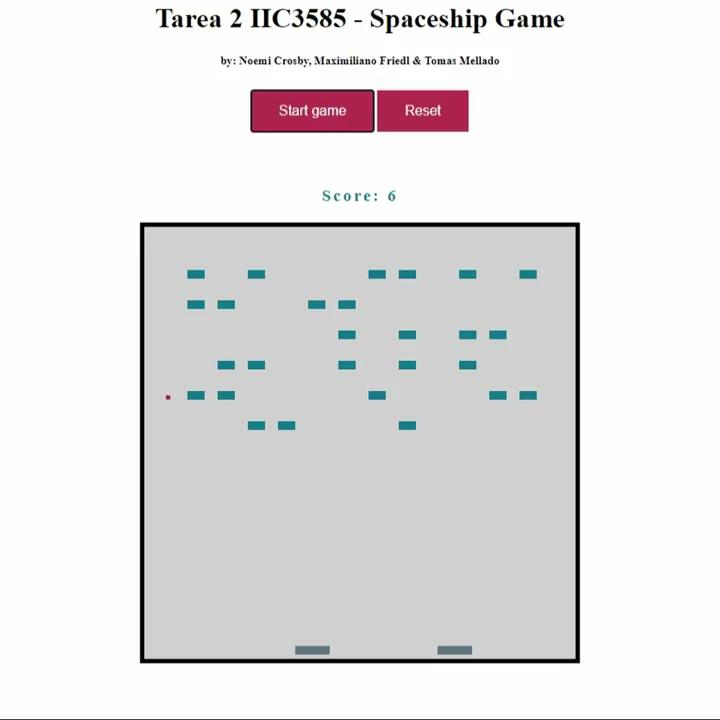 Tarea 2 IIC3585 - Spaceship Game
by: Noemi Crosby, Maximiliano Friedl & Tomas Mellado
Start game Reset
Score: 6